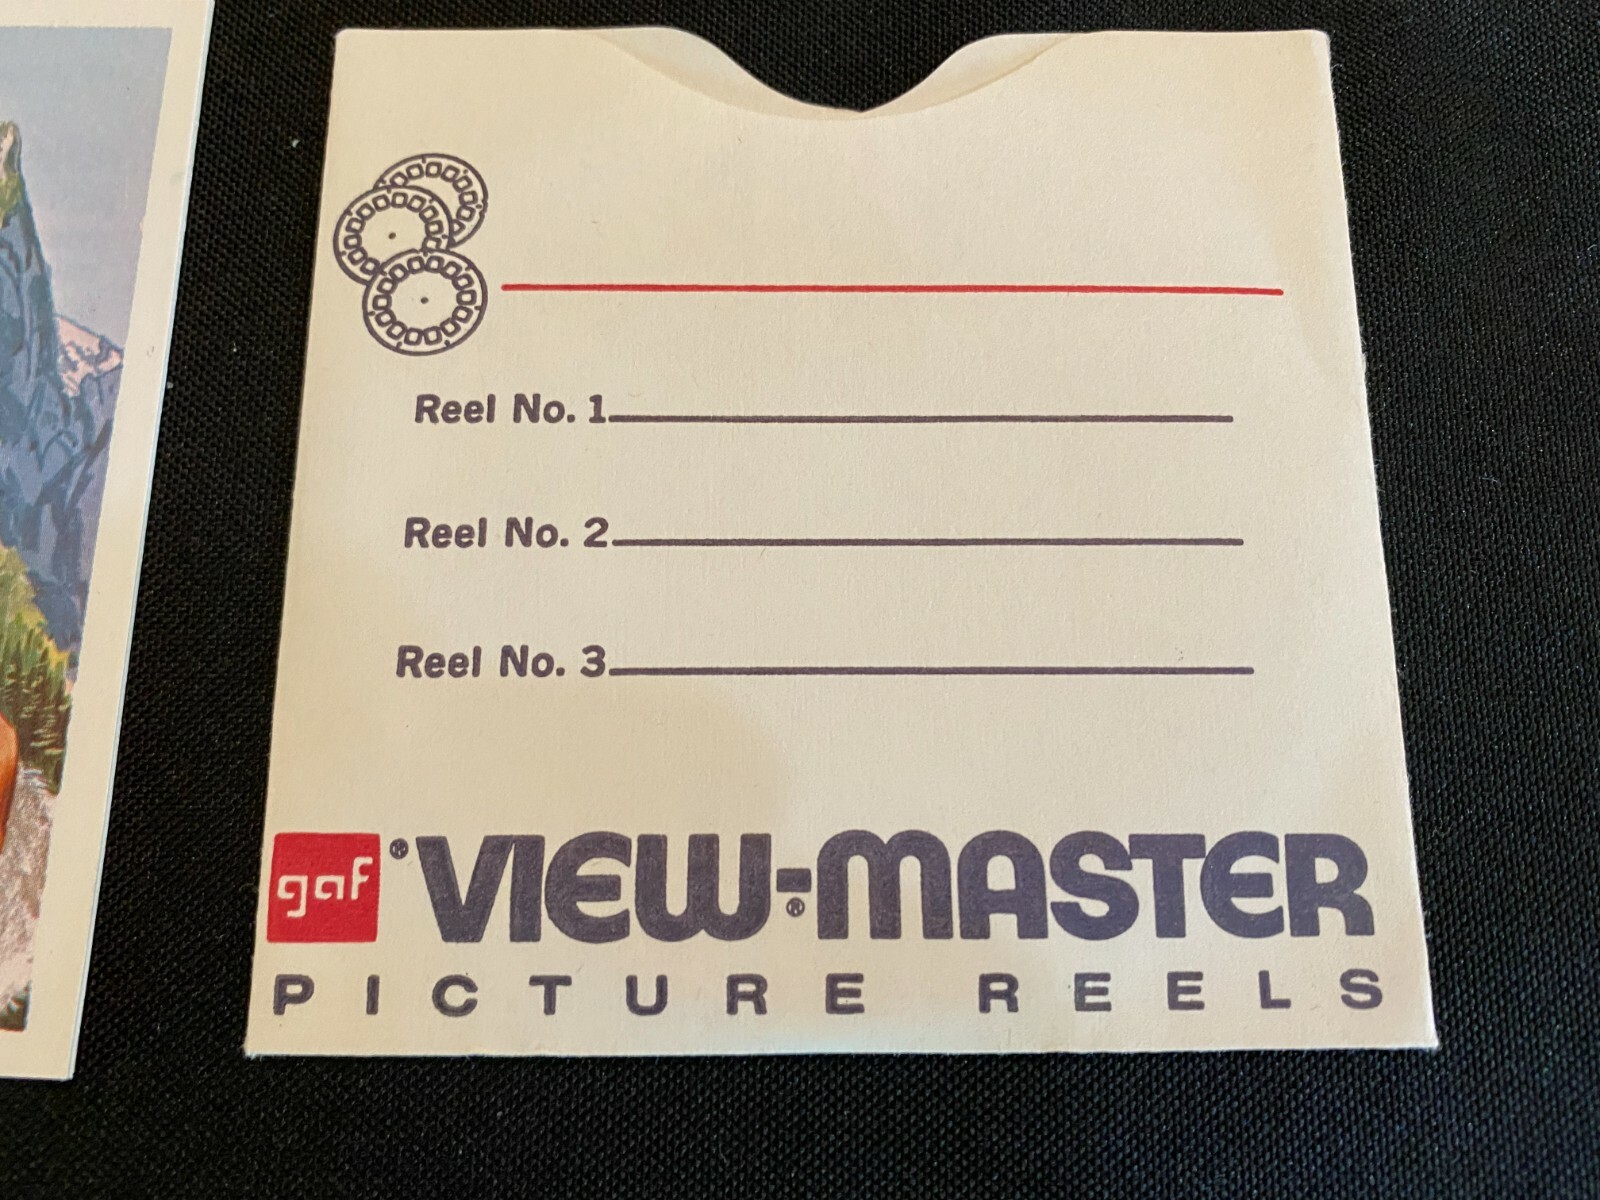 Reel No. 1
Reel No. 2
Reel No. 3
gaf® VIEW-MASTER®
PICTURE REELS